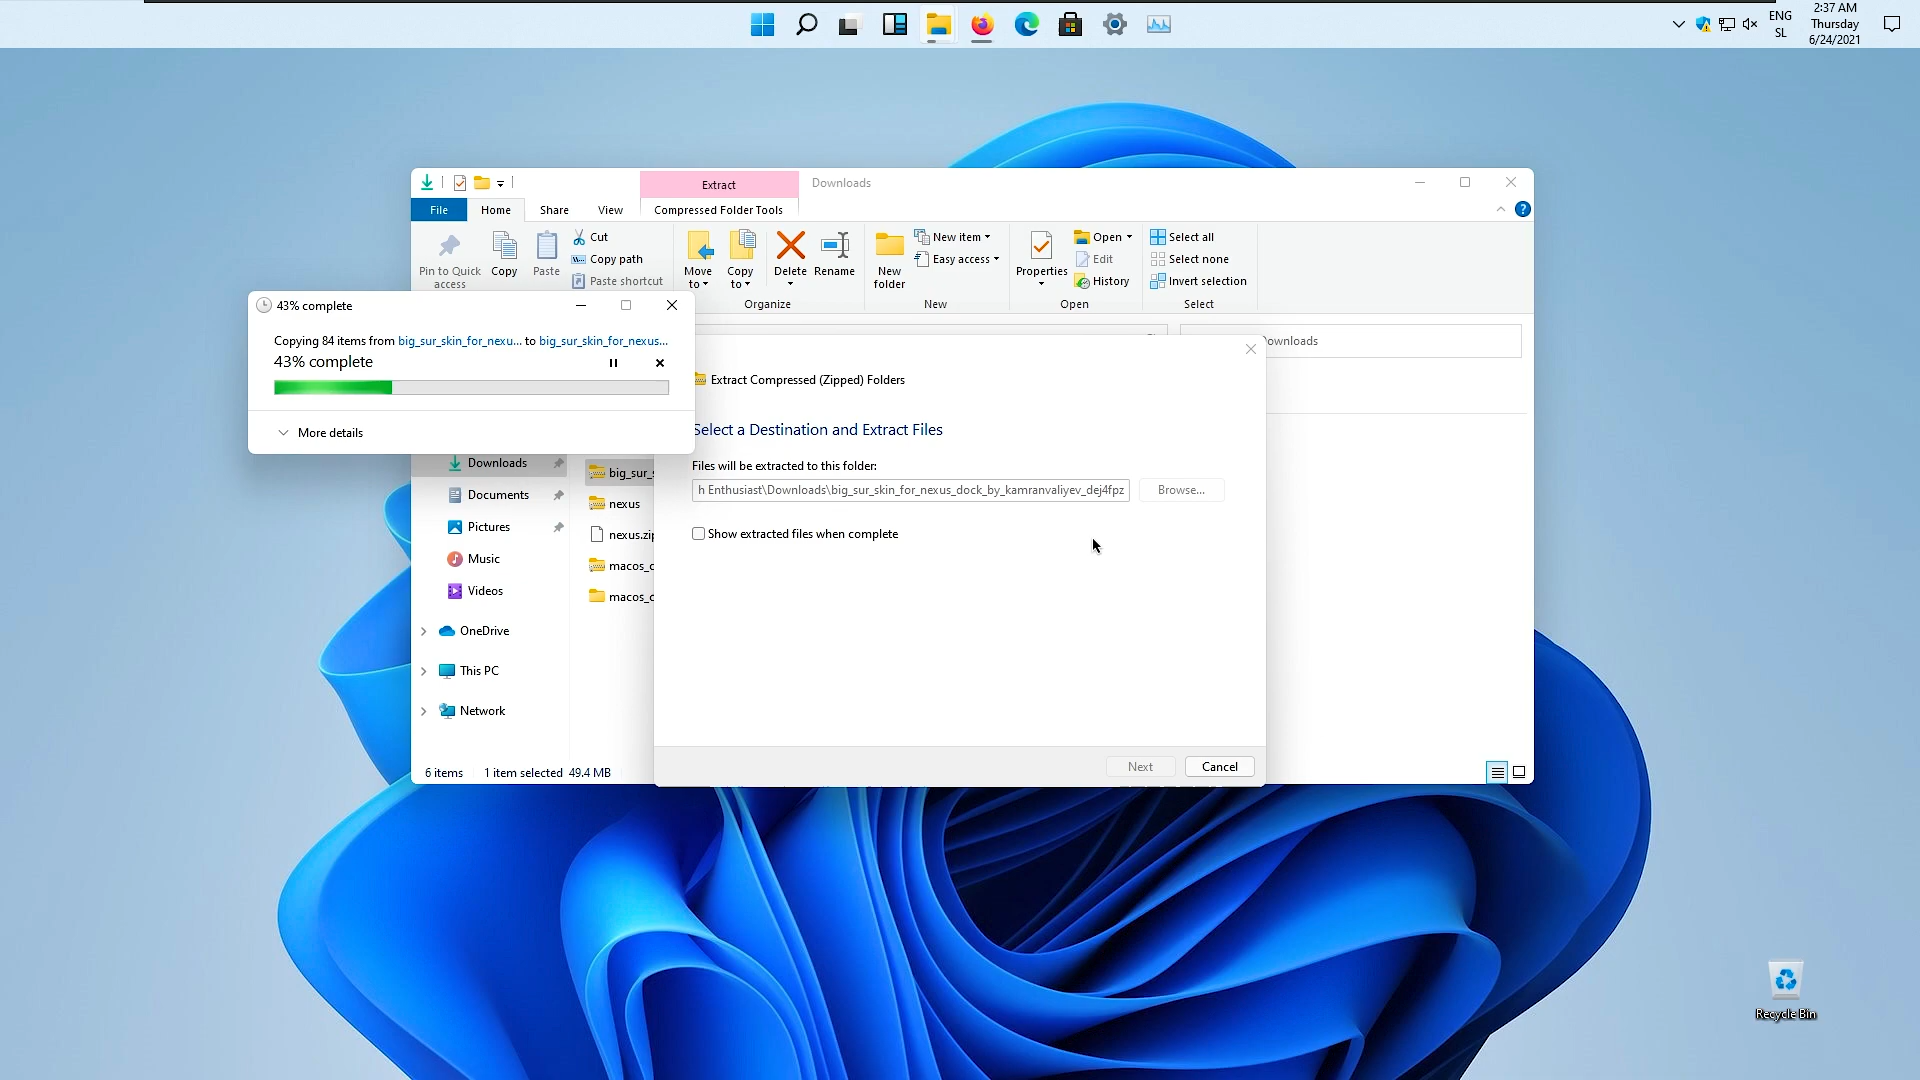 ENG
SL
2:37 AM
Thursday
6/24/2021
Extract
Downloads
File
Home
Share
View
Compressed Folder Tools
Pin to Quick
access
Copy
Paste
Cut
Copy path
Paste shortcut
Move
to
Copy
to
Delete
Rename
New
folder
New item
Easy access
Properties
Open
Edit
History
Select all
Select none
Invert selection
Organize
New
Open
Select
43% complete
Copying 84 items from big_sur_skin_for_nexu... to big_sur_skin_for_nexus...
43% complete
More details
Downloads
Documents
Pictures
Music
Videos
OneDrive
This PC
Network
big_sur_s
nexus
nexus.zip
macos_c
macos_c
Extract Compressed (Zipped) Folders
Select a Destination and Extract Files
Files will be extracted to this folder:
h Enthusiast\Downloads\big_sur_skin_for_nexus_dock_by_kamranvaliyev_dej4fpz
Browse...
Show extracted files when complete
Next
Cancel
6 items
1 item selected 49.4 MB
Recycle Bin